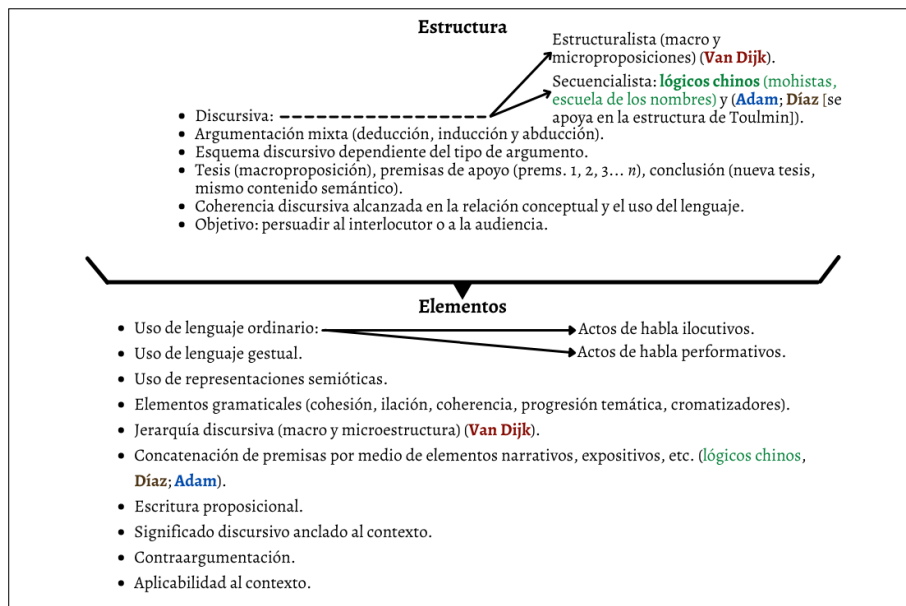 Estructura
Estructuralista (macro y
microproposiciones) (Van Dijk).
Secuencialista: lógicos chinos (mohistas,
escuela de los nombres) y (Adam; Díaz [se
apoya en la estructura de Toulmin]).
• Discursiva:
• Argumentación mixta (deducción, inducción y abducción).
• Esquema discursivo dependiente del tipo de argumento.
• Tesis (macroproposición), premisas de apoyo (prems. 1, 2, 3... n), conclusión (nueva tesis,
mismo contenido semántico).
• Coherencia discursiva alcanzada en la relación conceptual y el uso del lenguaje.
• Objetivo: persuadir al interlocutor o a la audiencia.
Elementos
• Uso de lenguaje ordinario:
Actos de habla ilocutivos.
• Uso de lenguaje gestual.
Actos de habla performativos.
• Uso de representaciones semióticas.
• Elementos gramaticales (cohesión, ilación, coherencia, progresión temática, cromatizadores).
• Jerarquía discursiva (macro y microestructura) (Van Dijk).
• Concatenación de premisas por medio de elementos narrativos, expositivos, etc. (lógicos chinos,
Díaz; Adam).
• Escritura proposicional.
• Significado discursivo anclado al contexto.
• Contraargumentación.
• Aplicabilidad al contexto.